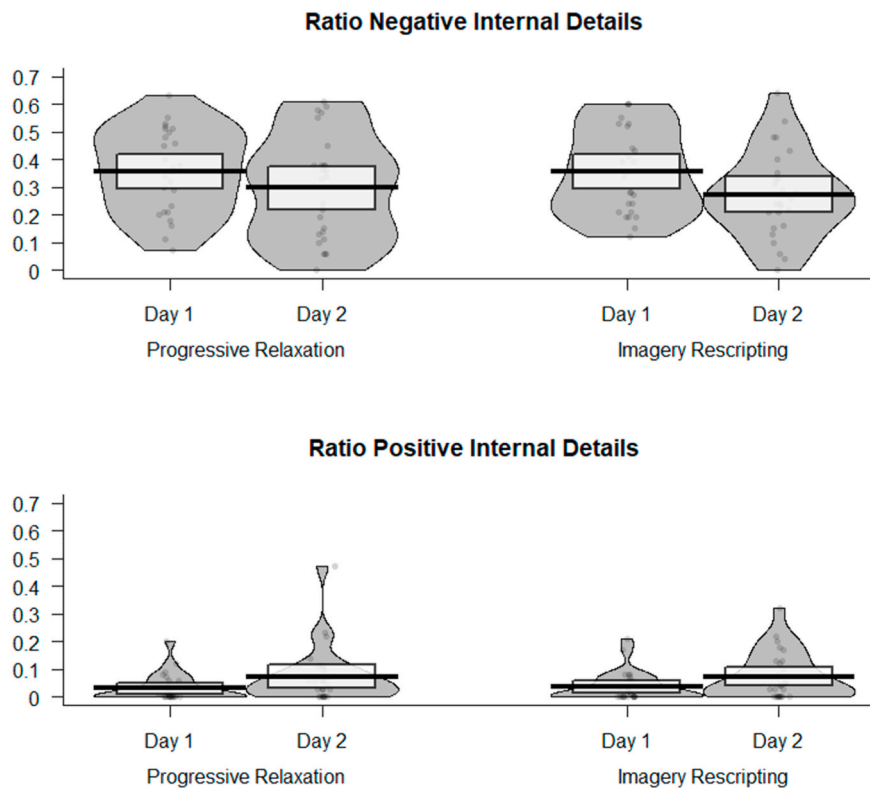 Ratio Negative Internal Details
0.7
0.6
0.5
0.4
0.3
0.2
0.1
0
Day 1 Day 2 Day 1 Day 2
Progressive Relaxation Imagery Rescripting
Ratio Positive Internal Details
0.7
0.6
0.5
0.4
0.3
0.2
0.1
0
Day 1 Day 2 Day 1 Day 2
Progressive Relaxation Imagery Rescripting